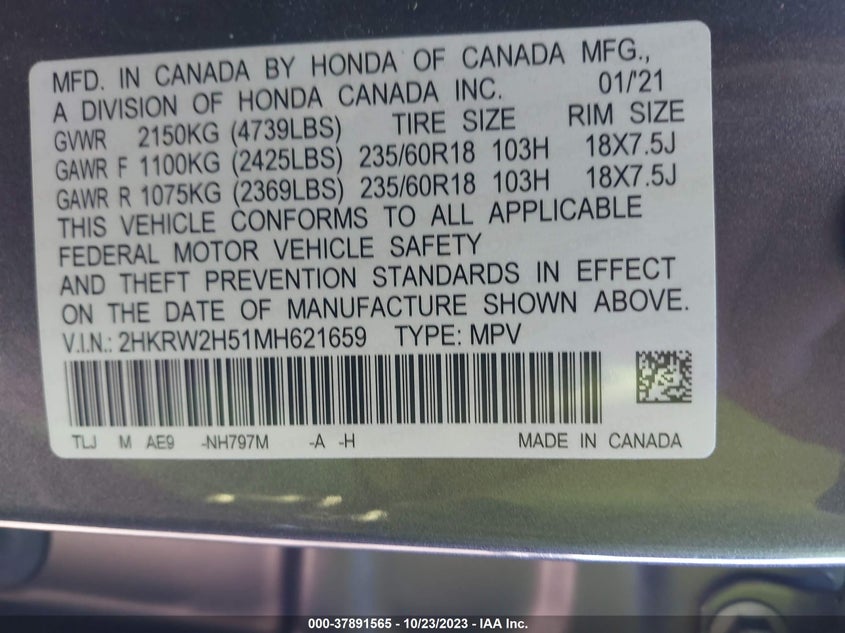 MFD. IN CANADA BY HONDA OF CANADA MFG.,
A DIVISION OF HONDA CANADA INC. 01/'21
GVWR 2150KG (4739LBS) TIRE SIZE RIM SIZE
GAWR F 1100KG (2425LBS) 235/60R18 103H 18X7.5J
GAWR R 1075KG (2369LBS) 235/60R18 103H 18X7.5J
THIS VEHICLE CONFORMS TO ALL APPLICABLE
FEDERAL MOTOR VEHICLE SAFETY
AND THEFT PREVENTION STANDARDS IN EFFECT
ON THE DATE OF MANUFACTURE SHOWN ABOVE.
V.I.N.: 2HKRW2H51MH621659 TYPE: MPV
TLJ M AE9 -NH797M -A -H MADE IN CANADA
000-37891565 - 10/23/2023 - IAA Inc.